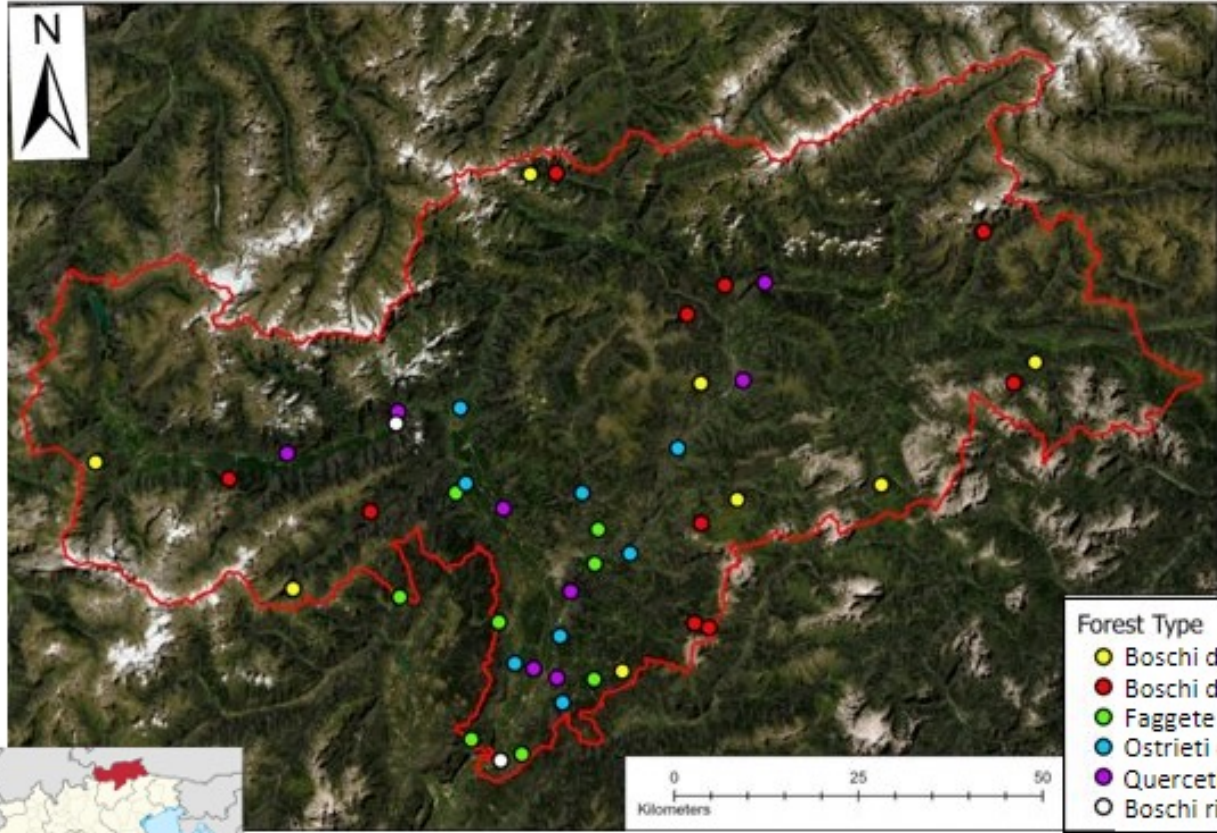 N
0 25 50
Kilometers
Forest Type
Boschi d
Boschi d
Faggete
Ostrieti
Quercet
Boschi ri